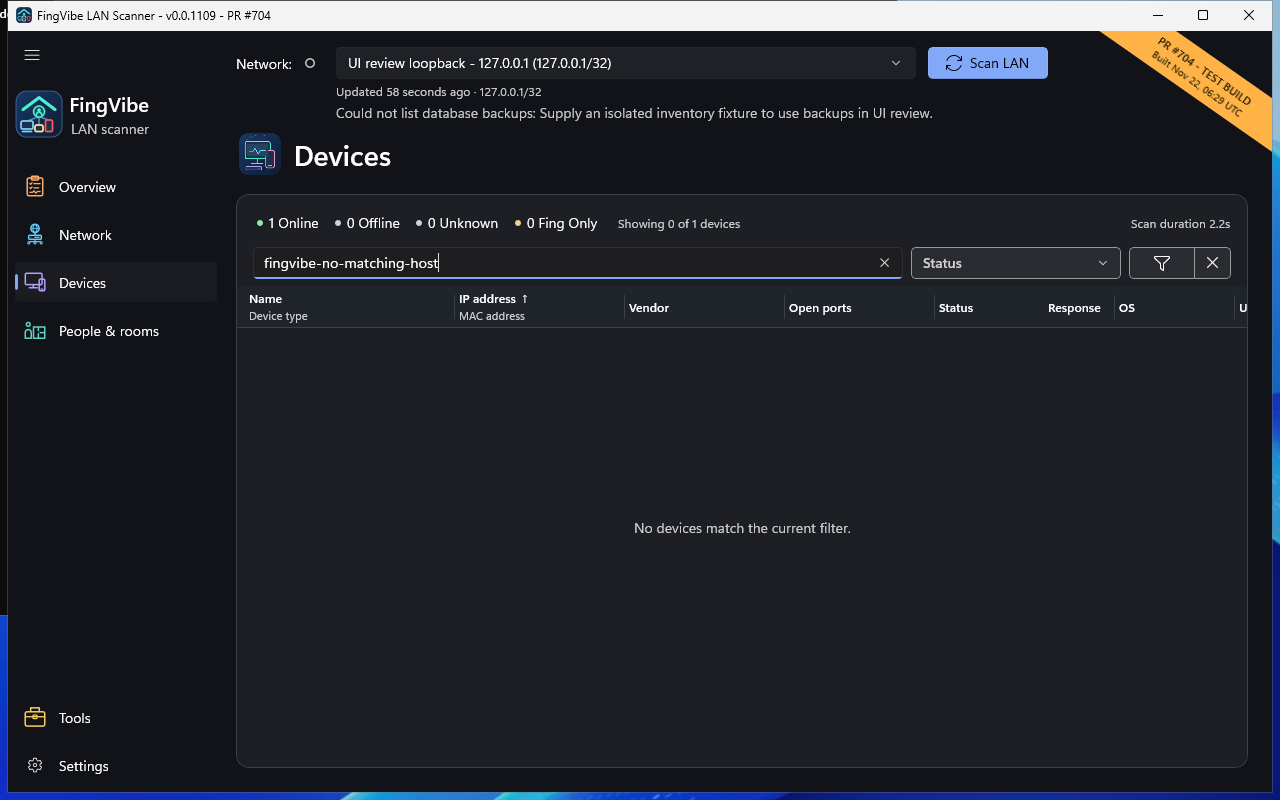 FingVibe LAN Scanner - v0.0.1109 - PR #704
PR #704 - TEST BUILD
Built Nov 22, 06:29 UTC
Network:
UI review loopback - 127.0.0.1 (127.0.0.1/32)
Scan LAN
Updated 58 seconds ago · 127.0.0.1/32
Could not list database backups: Supply an isolated inventory fixture to use backups in UI review.
FingVibe
LAN scanner
Overview
Network
Devices
People & rooms
Tools
Settings
Devices
1 Online
0 Offline
0 Unknown
0 Fing Only
Showing 0 of 1 devices
Scan duration 2.2s
fingvibe-no-matching-host
Status
Name
Device type
IP address ↑
MAC address
Vendor
Open ports
Status
Response
OS
U
No devices match the current filter.